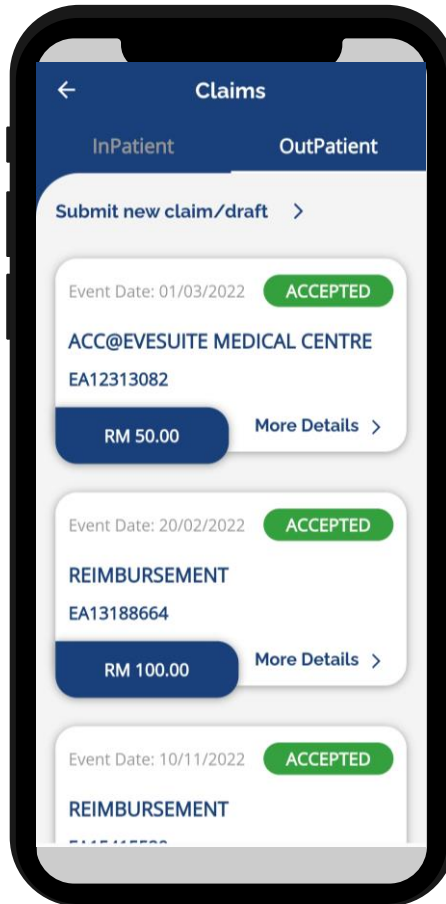 Claims
InPatient OutPatient
Submit new claim/draft >
Event Date: 01/03/2022 ACCEPTED
ACC@EVESUITE MEDICAL CENTRE
EA12313082
RM 50.00 More Details >
Event Date: 20/02/2022 ACCEPTED
REIMBURSEMENT
EA13188664
RM 100.00 More Details >
Event Date: 10/11/2022 ACCEPTED
REIMBURSEMENT